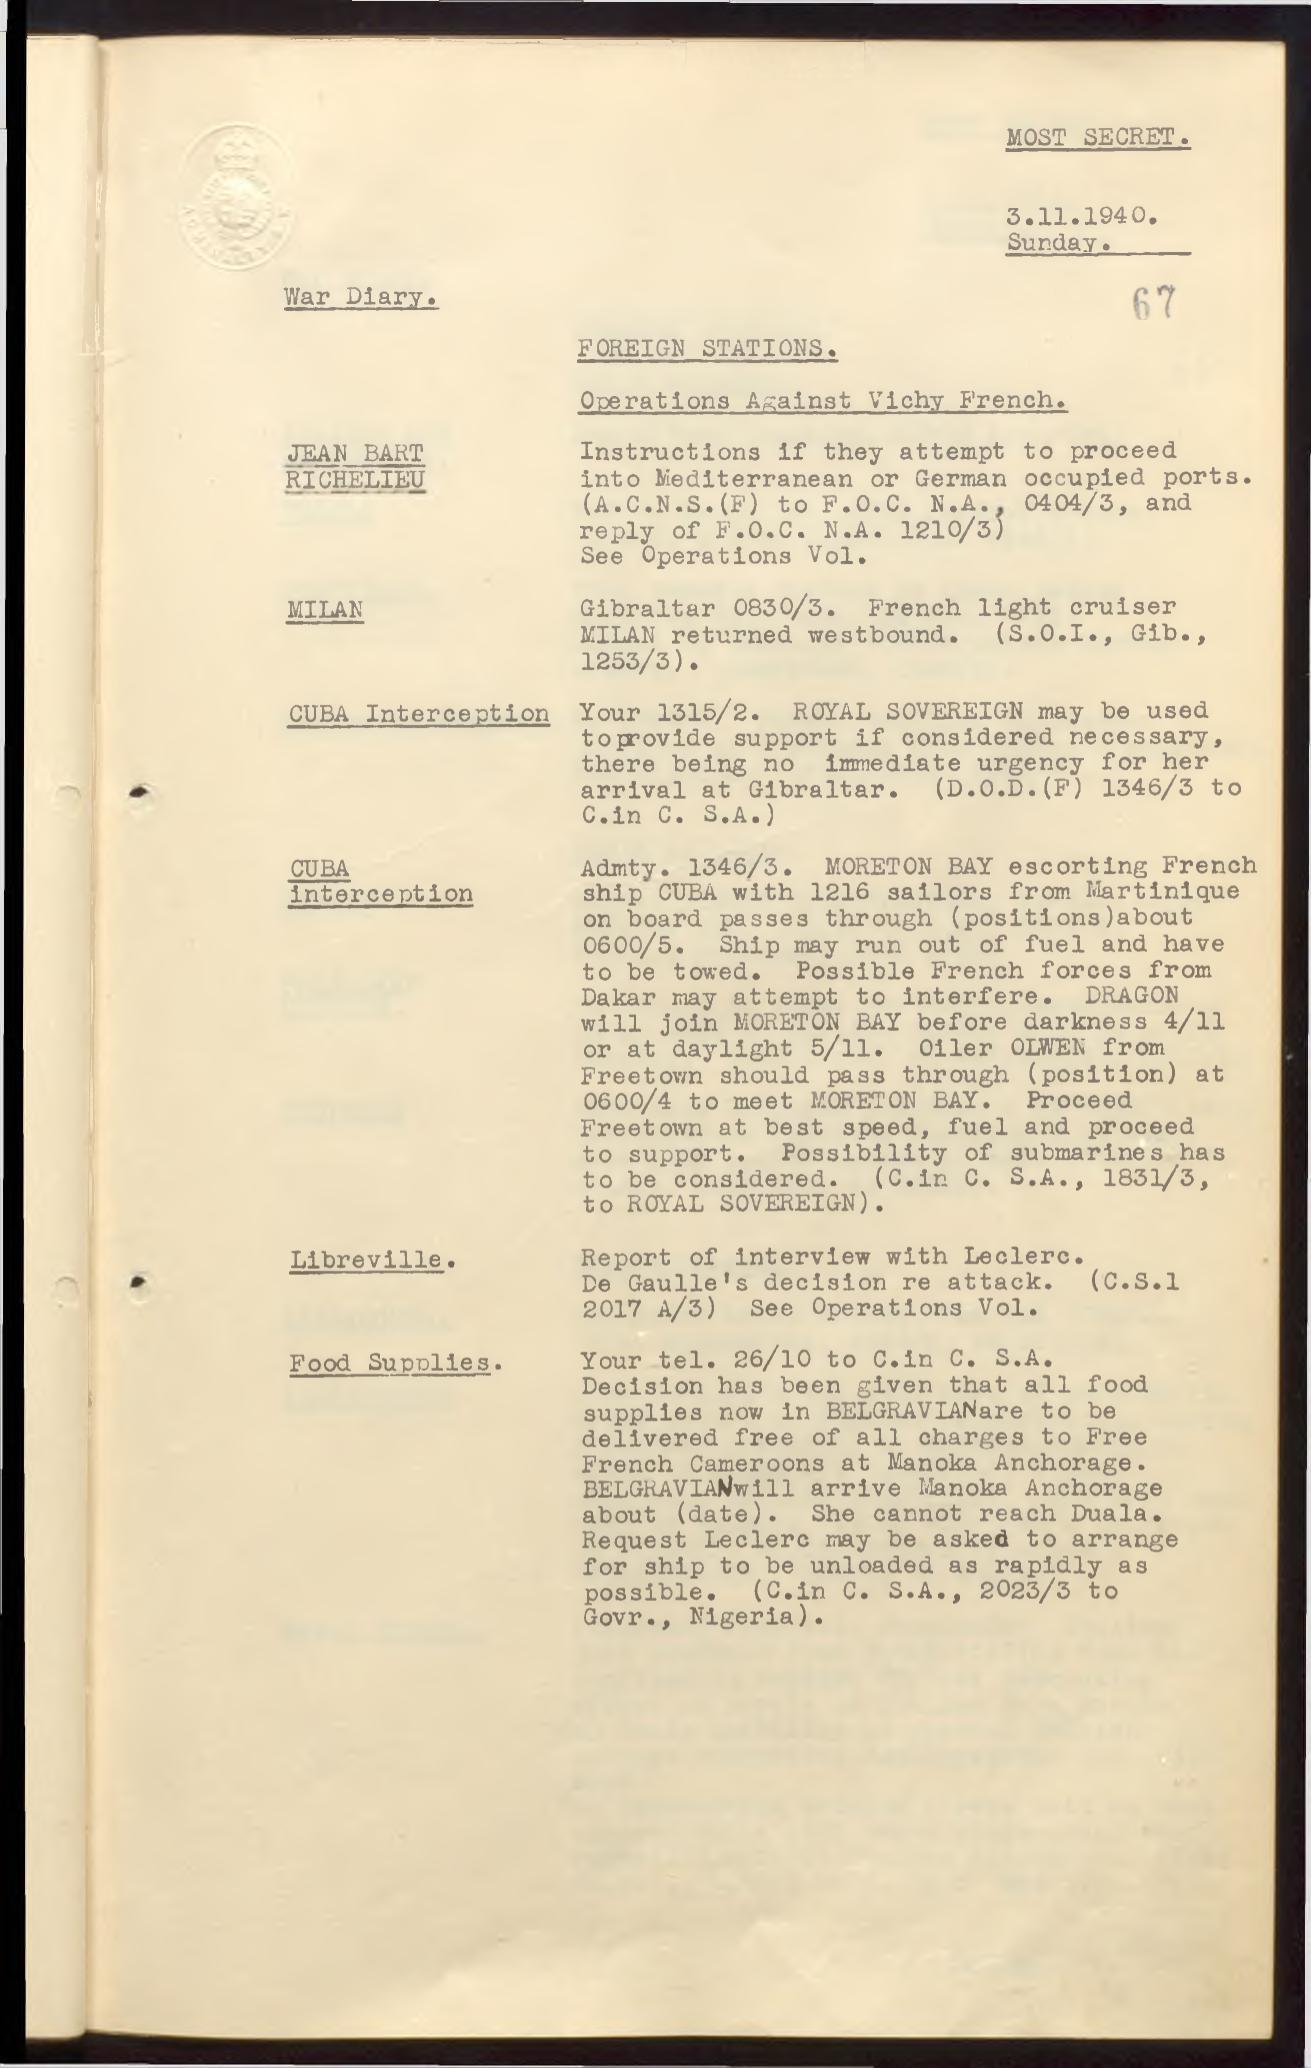 MOST SECRET.
3.11.1940.
Sunday.
War Diary.
67
FOREIGN STATIONS.
Operations Against Vichy French.
JEAN BART
RICHELIEU
Instructions if they attempt to proceed
into Mediterranean or German occupied ports.
(A.C.N.S.(F) to F.O.C. N.A., 0404/3, and
reply of F.O.C. N.A. 1210/3)
See Operations Vol.
MILAN
Gibraltar 0830/3. French light cruiser
MILAN returned westbound. (S.O.I., Gib.,
1253/3).
CUBA Interception
Your 1315/2. ROYAL SOVEREIGN may be used
toprovide support if considered necessary,
there being no immediate urgency for her
arrival at Gibraltar. (D.O.D.(F) 1346/3 to
C.in C. S.A.)
CUBA
interception
Admty. 1346/3. MORETON BAY escorting French
ship CUBA with 1216 sailors from Martinique
on board passes through (positions)about
0600/5. Ship may run out of fuel and have
to be towed. Possible French forces from
Dakar may attempt to interfere. DRAGON
will join MORETON BAY before darkness 4/11
or at daylight 5/11. Oiler OLWEN from
Freetown should pass through (position) at
0600/4 to meet MORETON BAY. Proceed
Freetown at best speed, fuel and proceed
to support. Possibility of submarines has
to be considered. (C.in C. S.A., 1831/3,
to ROYAL SOVEREIGN).
Libreville.
Report of interview with Leclerc.
De Gaulle's decision re attack. (C.S.1
2017 A/3) See Operations Vol.
Food Supplies.
Your tel. 26/10 to C.in C. S.A.
Decision has been given that all food
supplies now in BELGRAVIANare to be
delivered free of all charges to Free
French Cameroons at Manoka Anchorage.
BELGRAVIANwill arrive Manoka Anchorage
about (date). She cannot reach Duala.
Request Leclerc may be asked to arrange
for ship to be unloaded as rapidly as
possible. (C.in C. S.A., 2023/3 to
Govr., Nigeria).